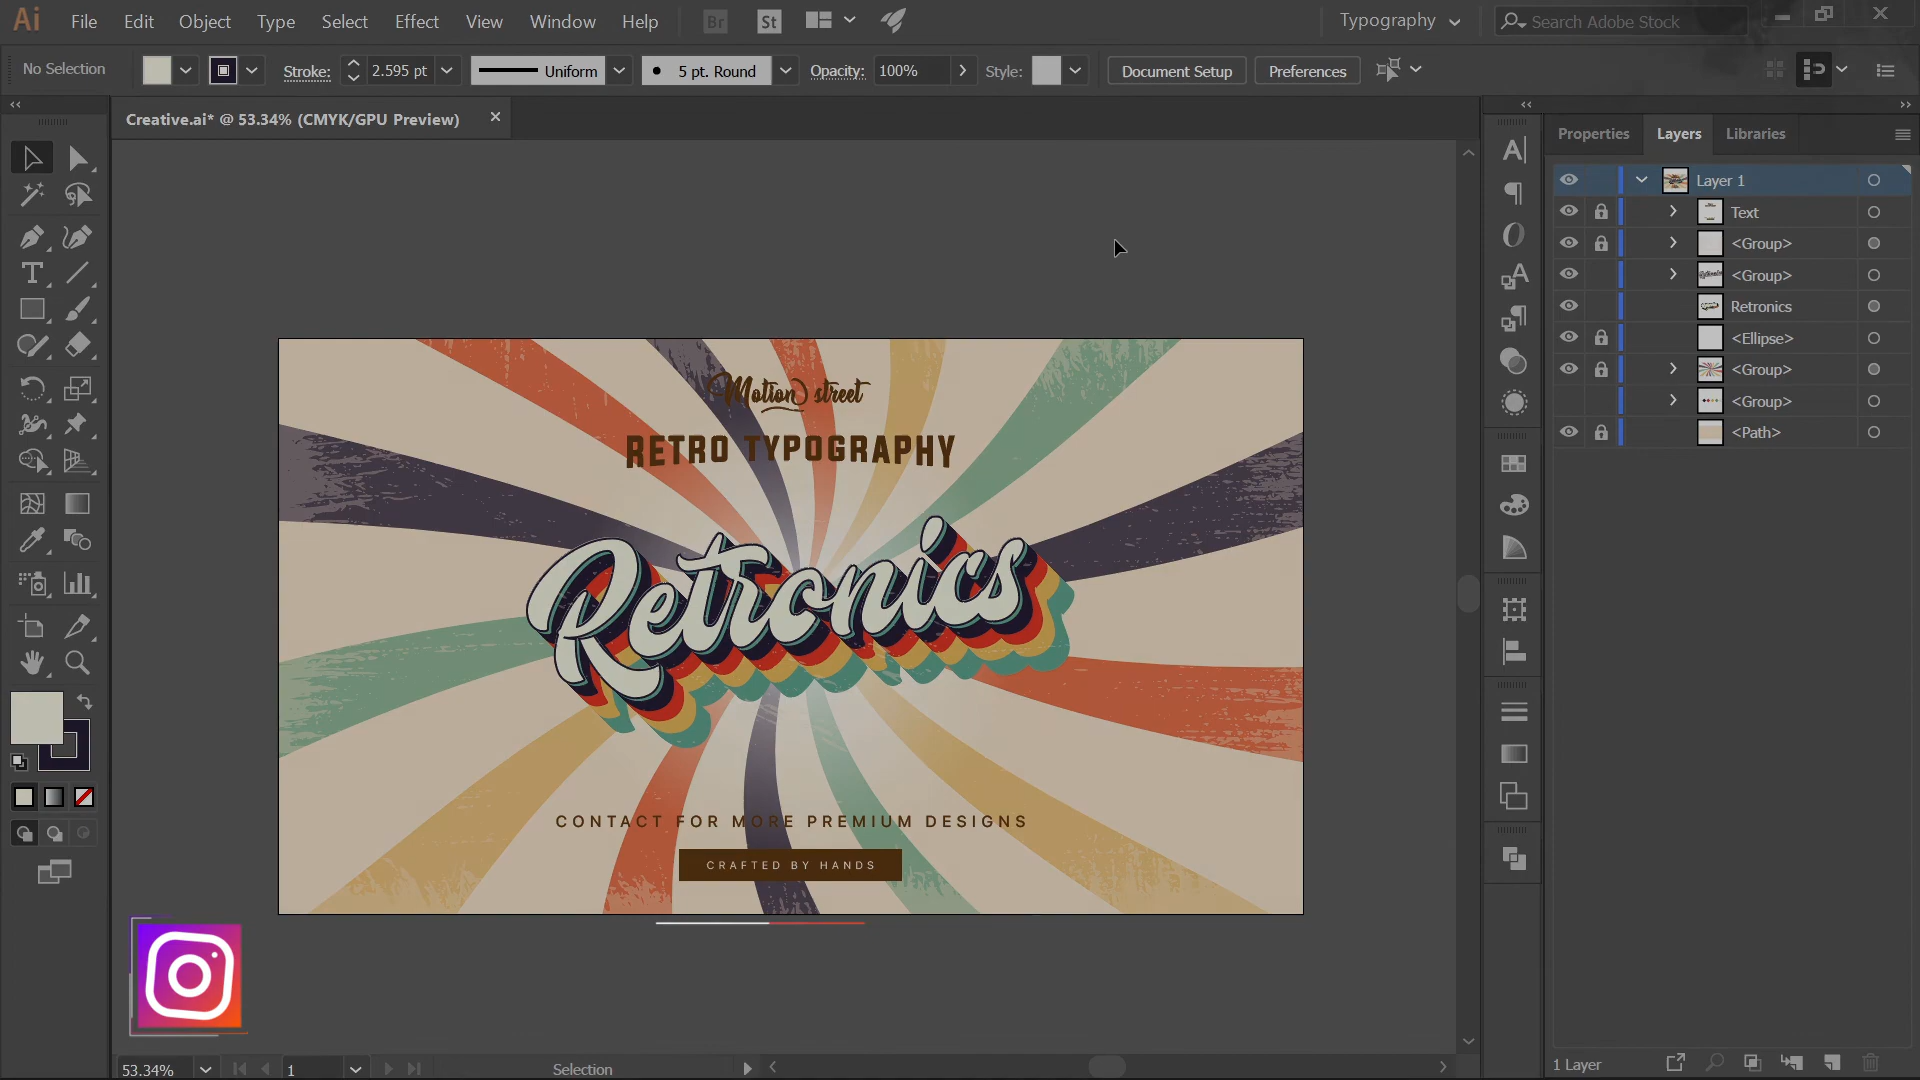 Ai File Edit Object Type Select Effect View Window Help Br St Typography Search Adobe Stock
No Selection Stroke: 2.595 pt Uniform 5 pt. Round Opacity: 100% Style: Document Setup Preferences
Creative.ai* @ 53.34% (CMYK/GPU Preview)
Properties Layers Libraries
Layer 1
Text
<Group>
<Group>
Retronics
<Ellipse>
<Group>
<Group>
<Path>
Motion street
RETRO TYPOGRAPHY
Retronics
CONTACT FOR MORE PREMIUM DESIGNS
CRAFTED BY HANDS
53.34% 1 Selection
1 Layer